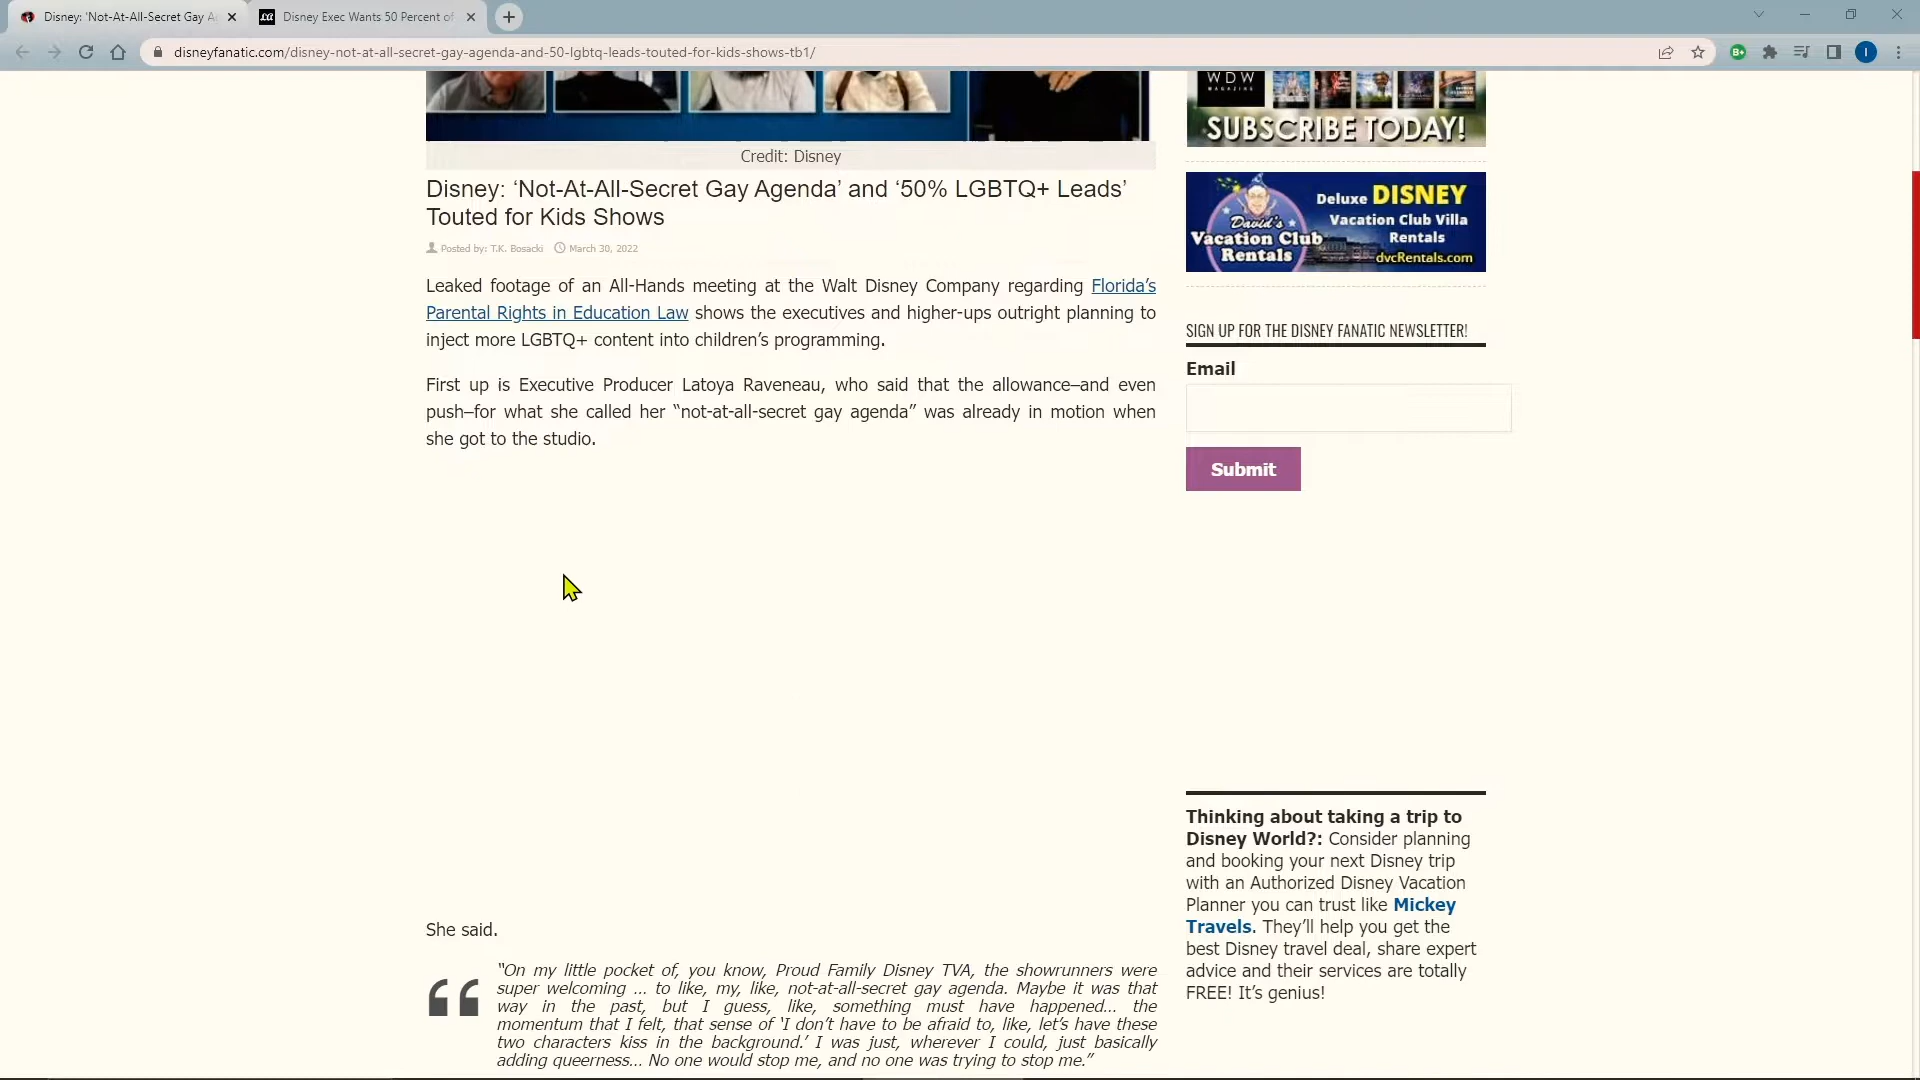 Disney: 'Not-At-All-Secret Gay A
Disney Exec Wants 50 Percent of
disneyfanatic.com/disney-not-at-all-secret-gay-agenda-and-50-lgbtq-leads-touted-for-kids-shows-tb1/
I
WDW
MAGAZINE
SUBSCRIBE TODAY!
Credit: Disney
Disney: ‘Not-At-All-Secret Gay Agenda’ and ‘50% LGBTQ+ Leads’
Touted for Kids Shows
Posted by: T.K. Bosacki March 30, 2022
Leaked footage of an All-Hands meeting at the Walt Disney Company regarding Florida’s
Parental Rights in Education Law shows the executives and higher-ups outright planning to
inject more LGBTQ+ content into children’s programming.
First up is Executive Producer Latoya Raveneau, who said that the allowance–and even
push–for what she called her “not-at-all-secret gay agenda” was already in motion when
she got to the studio.
She said.
“On my little pocket of, you know, Proud Family Disney TVA, the showrunners were
super welcoming … to like, my, like, not-at-all-secret gay agenda. Maybe it was that
way in the past, but I guess, like, something must have happened… the
momentum that I felt, that sense of ‘I don’t have to be afraid to, like, let’s have these
two characters kiss in the background.’ I was just, wherever I could, just basically
adding queerness… No one would stop me, and no one was trying to stop me.”
David's
Vacation Club
Rentals
Deluxe DISNEY
Vacation Club Villa
Rentals
dvcRentals.com
SIGN UP FOR THE DISNEY FANATIC NEWSLETTER!
Email
Submit
Thinking about taking a trip to
Disney World?: Consider planning
and booking your next Disney trip
with an Authorized Disney Vacation
Planner you can trust like Mickey
Travels. They’ll help you get the
best Disney travel deal, share expert
advice and their services are totally
FREE! It’s genius!